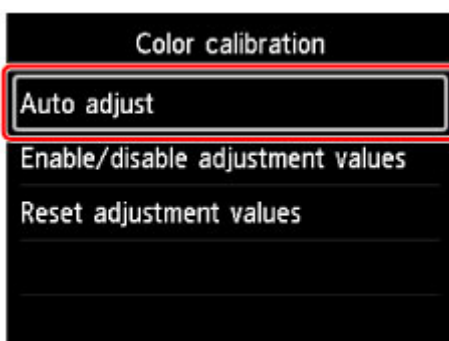 Color calibration
Auto adjust
Enable/disable adjustment values
Reset adjustment values